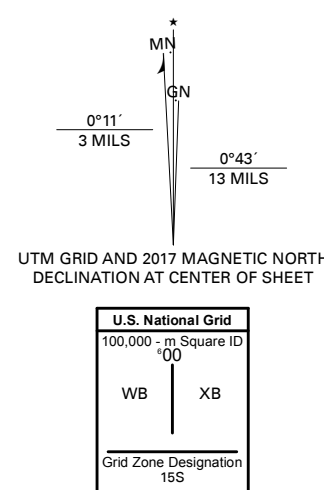 ★
MN
GN
0°11´
3 MILS
0°43´
13 MILS
UTM GRID AND 2017 MAGNETIC NORTH
DECLINATION AT CENTER OF SHEET
U.S. National Grid
100,000 - m Square ID
⁶00
WB XB
Grid Zone Designation
15S